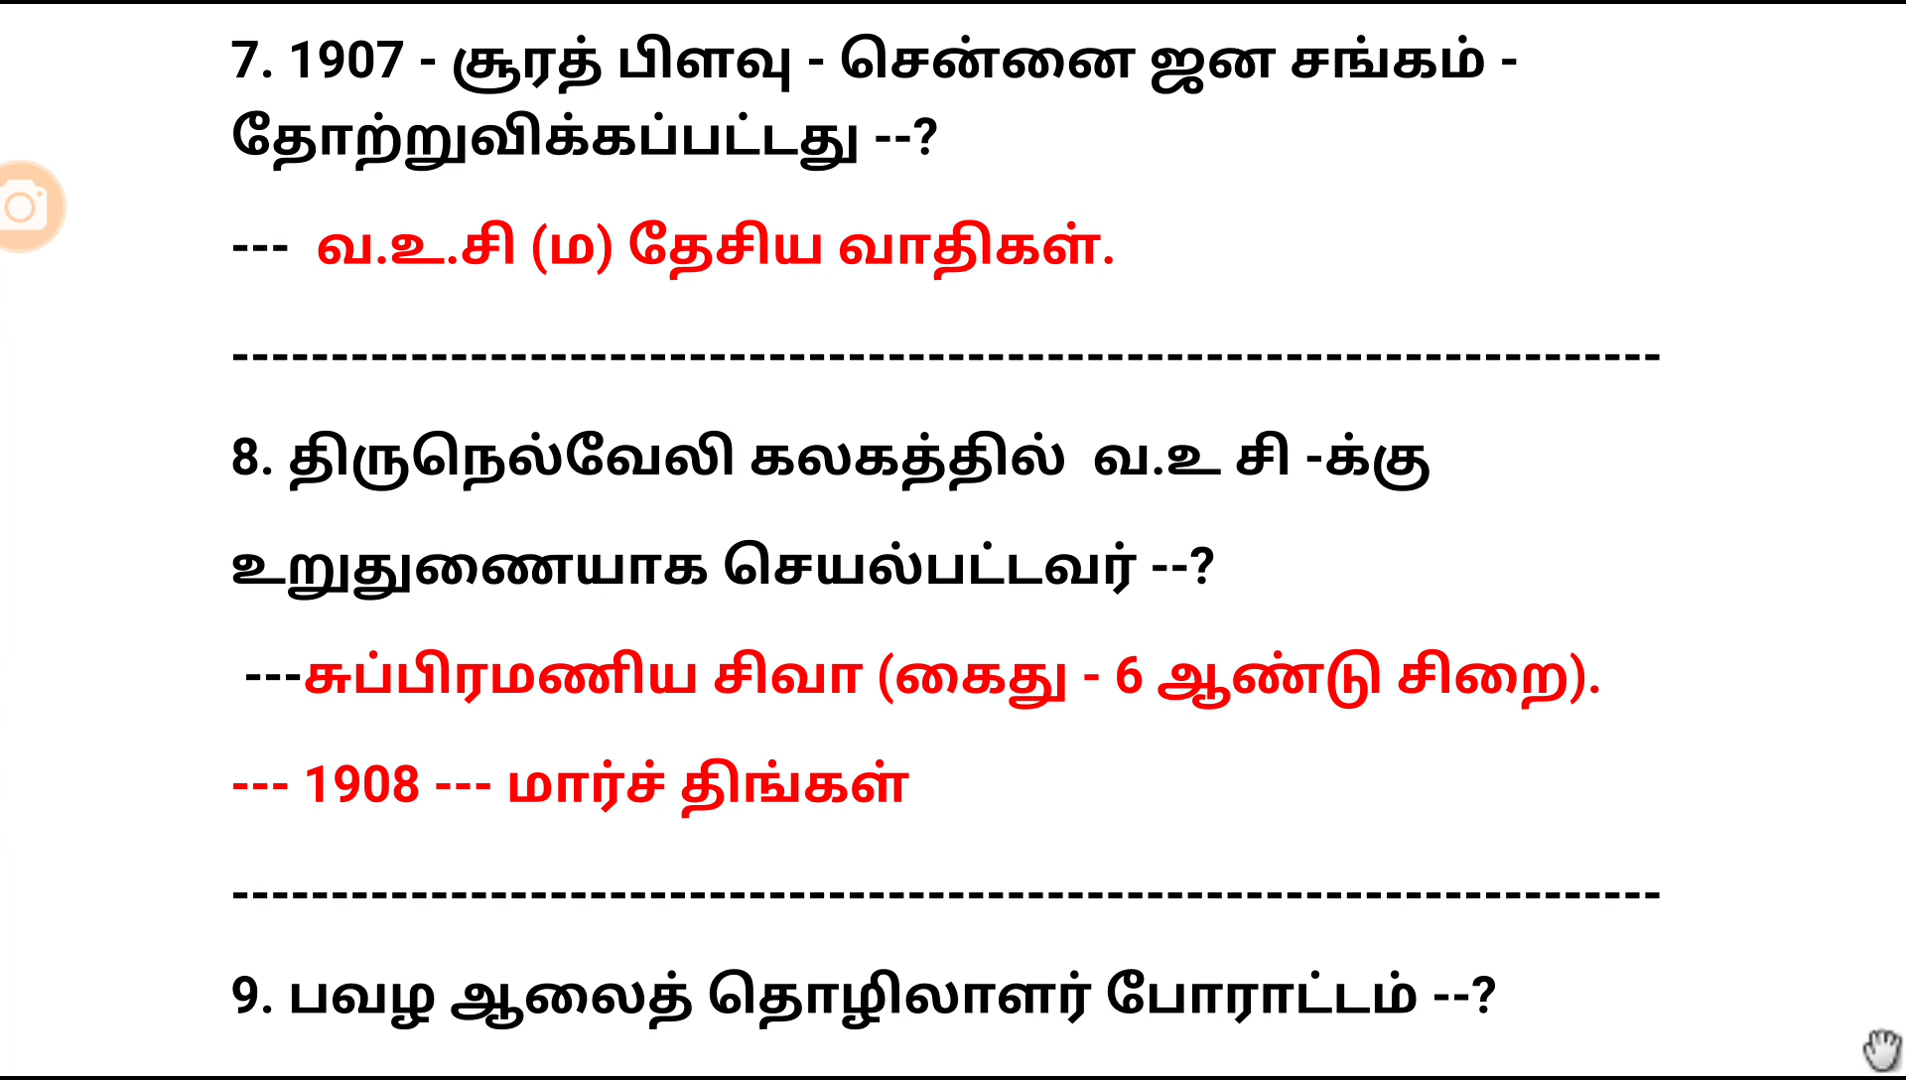 7. 1907 - சூரத் பிளவு - சென்னை ஜன சங்கம் -
தோற்றுவிக்கப்பட்டது --?
--- வ.உ.சி (ம) தேசிய வாதிகள்.
------------------------------------------------------------------------
8. திருநெல்வேலி கலகத்தில் வ.உ சி -க்கு
உறுதுணையாக செயல்பட்டவர் --?
---சுப்பிரமணிய சிவா (கைது - 6 ஆண்டு சிறை).
--- 1908 --- மார்ச் திங்கள்
------------------------------------------------------------------------
9. பவழ ஆலைத் தொழிலாளர் போராட்டம் --?